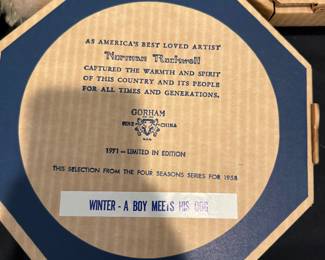 AS AMERICA'S BEST LOVED ARTIST
Norman Rockwell
CAPTURED THE WARMTH AND SPIRIT
OF THIS COUNTRY AND ITS PEOPLE
FOR ALL TIMES AND GENERATIONS.
GORHAM
FINE CHINA
1971 — LIMITED IN EDITION
THIS SELECTION FROM THE FOUR SEASONS SERIES FOR 1958
WINTER - A BOY MEETS HIS DOG